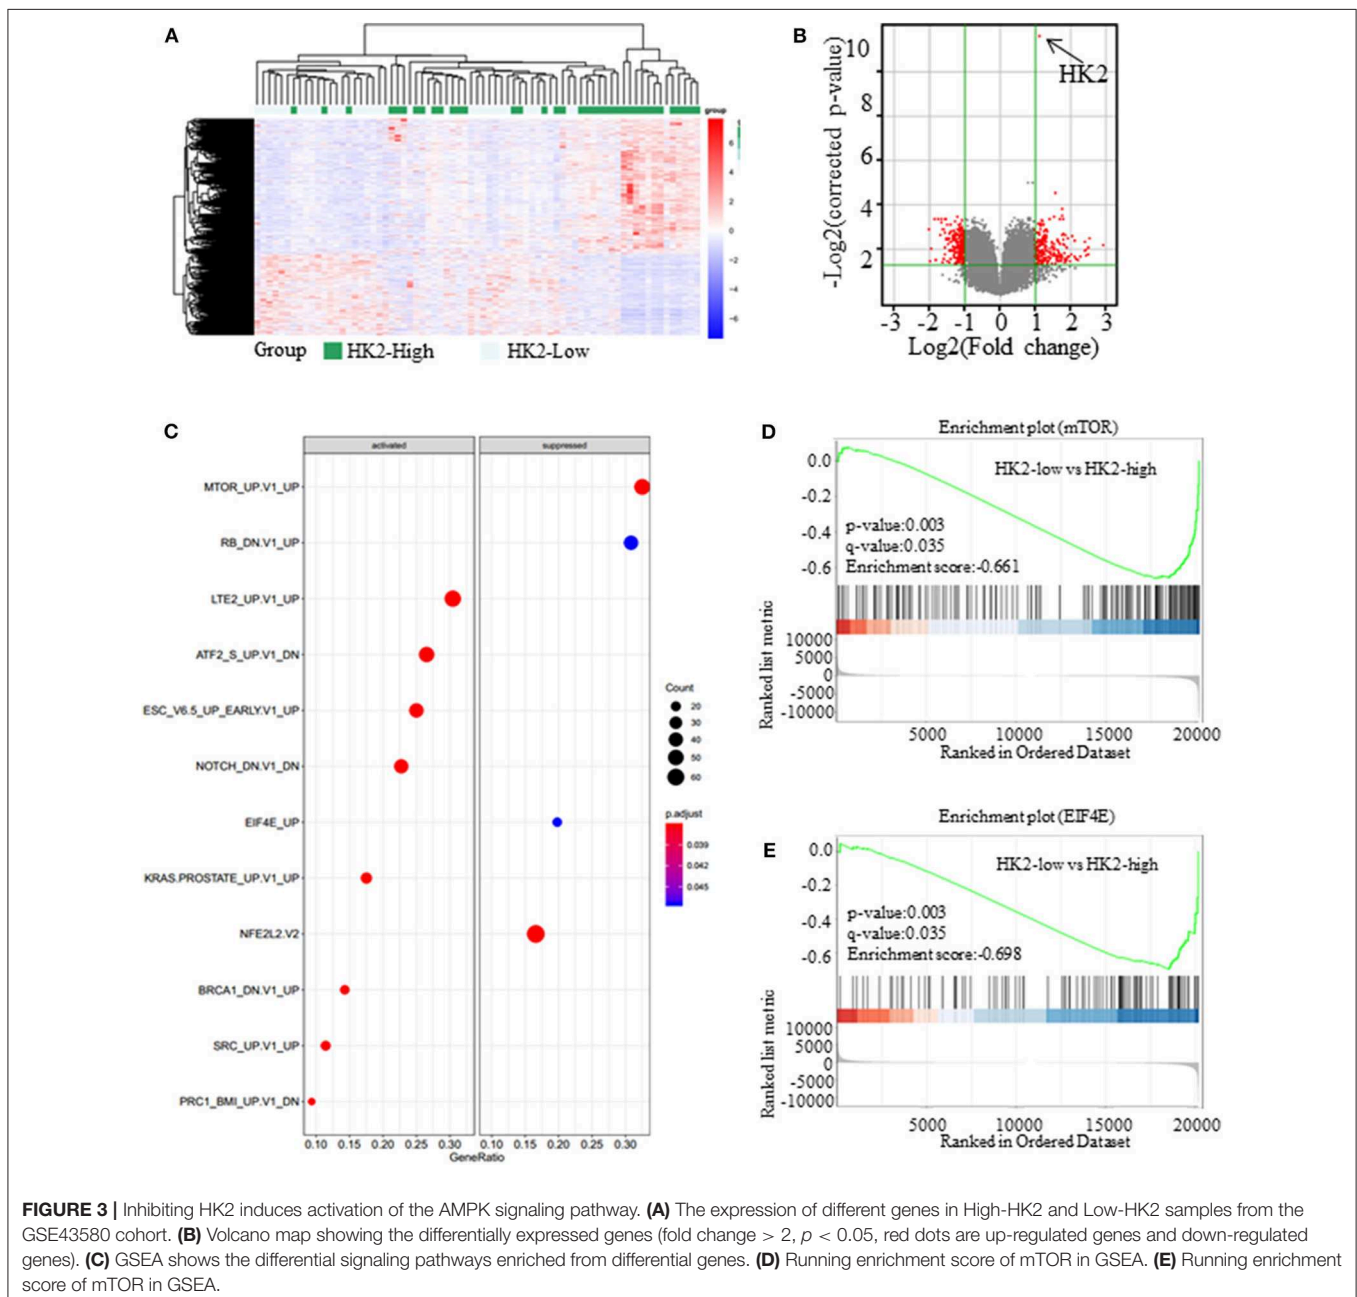 A
group
6
4
2
0
-2
-4
-6
Group HK2-High HK2-Low
B
-Log2(corrected p-value)
10
8
6
4
2
HK2
-3 -2 -1 0 1 2 3
Log2(Fold change)
C
activated suppressed
MTOR_UP.V1_UP
RB_DN.V1_UP
LTE2_UP.V1_UP
ATF2_S_UP.V1_DN
ESC_V6.5_UP_EARLY.V1_UP
NOTCH_DN.V1_DN
EIF4E_UP
KRAS.PROSTATE_UP.V1_UP
NFE2L2.V2
BRCA1_DN.V1_UP
SRC_UP.V1_UP
PRC1_BMI_UP.V1_DN
0.10 0.15 0.20 0.25 0.30 0.10 0.15 0.20 0.25 0.30
GeneRatio
Count
20
30
40
50
60
p.adjust
0.039
0.042
0.045
D
Enrichment plot (mTOR)
HK2-low vs HK2-high
0.0
-0.2
-0.4
-0.6
p-value:0.003
q-value:0.035
Enrichment score:-0.661
Ranked list metric
10000
5000
0
-5000
-10000
5000 10000 15000 20000
Ranked in Ordered Dataset
E
Enrichment plot (EIF4E)
HK2-low vs HK2-high
0.0
-0.2
-0.4
-0.6
p-value:0.003
q-value:0.035
Enrichment score:-0.698
Ranked list metric
10000
5000
0
-5000
-10000
5000 10000 15000 20000
Ranked in Ordered Dataset
FIGURE 3 | Inhibiting HK2 induces activation of the AMPK signaling pathway. (A) The expression of different genes in High-HK2 and Low-HK2 samples from the
GSE43580 cohort. (B) Volcano map showing the differentially expressed genes (fold change > 2, p < 0.05, red dots are up-regulated genes and down-regulated
genes). (C) GSEA shows the differential signaling pathways enriched from differential genes. (D) Running enrichment score of mTOR in GSEA. (E) Running enrichment
score of mTOR in GSEA.